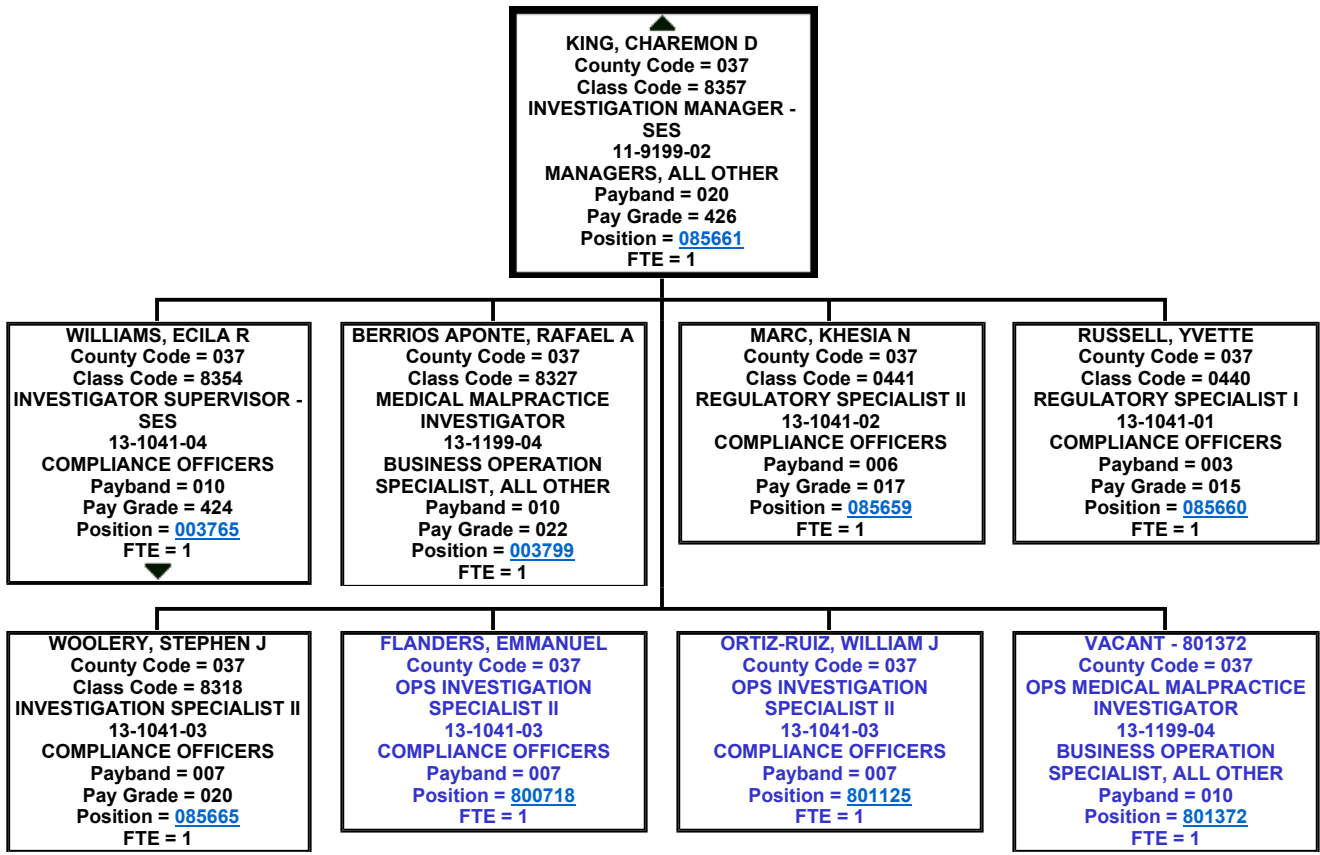 KING, CHAREMON D
County Code = 037
Class Code = 8357
INVESTIGATION MANAGER -
SES
11-9199-02
MANAGERS, ALL OTHER
Payband = 020
Pay Grade = 426
Position = 085661
FTE = 1
WILLIAMS, ECILA R
County Code = 037
Class Code = 8354
INVESTIGATOR SUPERVISOR -
SES
13-1041-04
COMPLIANCE OFFICERS
Payband = 010
Pay Grade = 424
Position = 003765
FTE = 1
BERRIOS APONTE, RAFAEL A
County Code = 037
Class Code = 8327
MEDICAL MALPRACTICE
INVESTIGATOR
13-1199-04
BUSINESS OPERATION
SPECIALIST, ALL OTHER
Payband = 010
Pay Grade = 022
Position = 003799
FTE = 1
MARC, KHESIA N
County Code = 037
Class Code = 0441
REGULATORY SPECIALIST II
13-1041-02
COMPLIANCE OFFICERS
Payband = 006
Pay Grade = 017
Position = 085659
FTE = 1
RUSSELL, YVETTE
County Code = 037
Class Code = 0440
REGULATORY SPECIALIST I
13-1041-01
COMPLIANCE OFFICERS
Payband = 003
Pay Grade = 015
Position = 085660
FTE = 1
WOOLERY, STEPHEN J
County Code = 037
Class Code = 8318
INVESTIGATION SPECIALIST II
13-1041-03
COMPLIANCE OFFICERS
Payband = 007
Pay Grade = 020
Position = 085665
FTE = 1
FLANDERS, EMMANUEL
County Code = 037
OPS INVESTIGATION
SPECIALIST II
13-1041-03
COMPLIANCE OFFICERS
Payband = 007
Position = 800718
FTE = 1
ORTIZ-RUIZ, WILLIAM J
County Code = 037
OPS INVESTIGATION
SPECIALIST II
13-1041-03
COMPLIANCE OFFICERS
Payband = 007
Position = 801125
FTE = 1
VACANT - 801372
County Code = 037
OPS MEDICAL MALPRACTICE
INVESTIGATOR
13-1199-04
BUSINESS OPERATION
SPECIALIST, ALL OTHER
Payband = 010
Position = 801372
FTE = 1